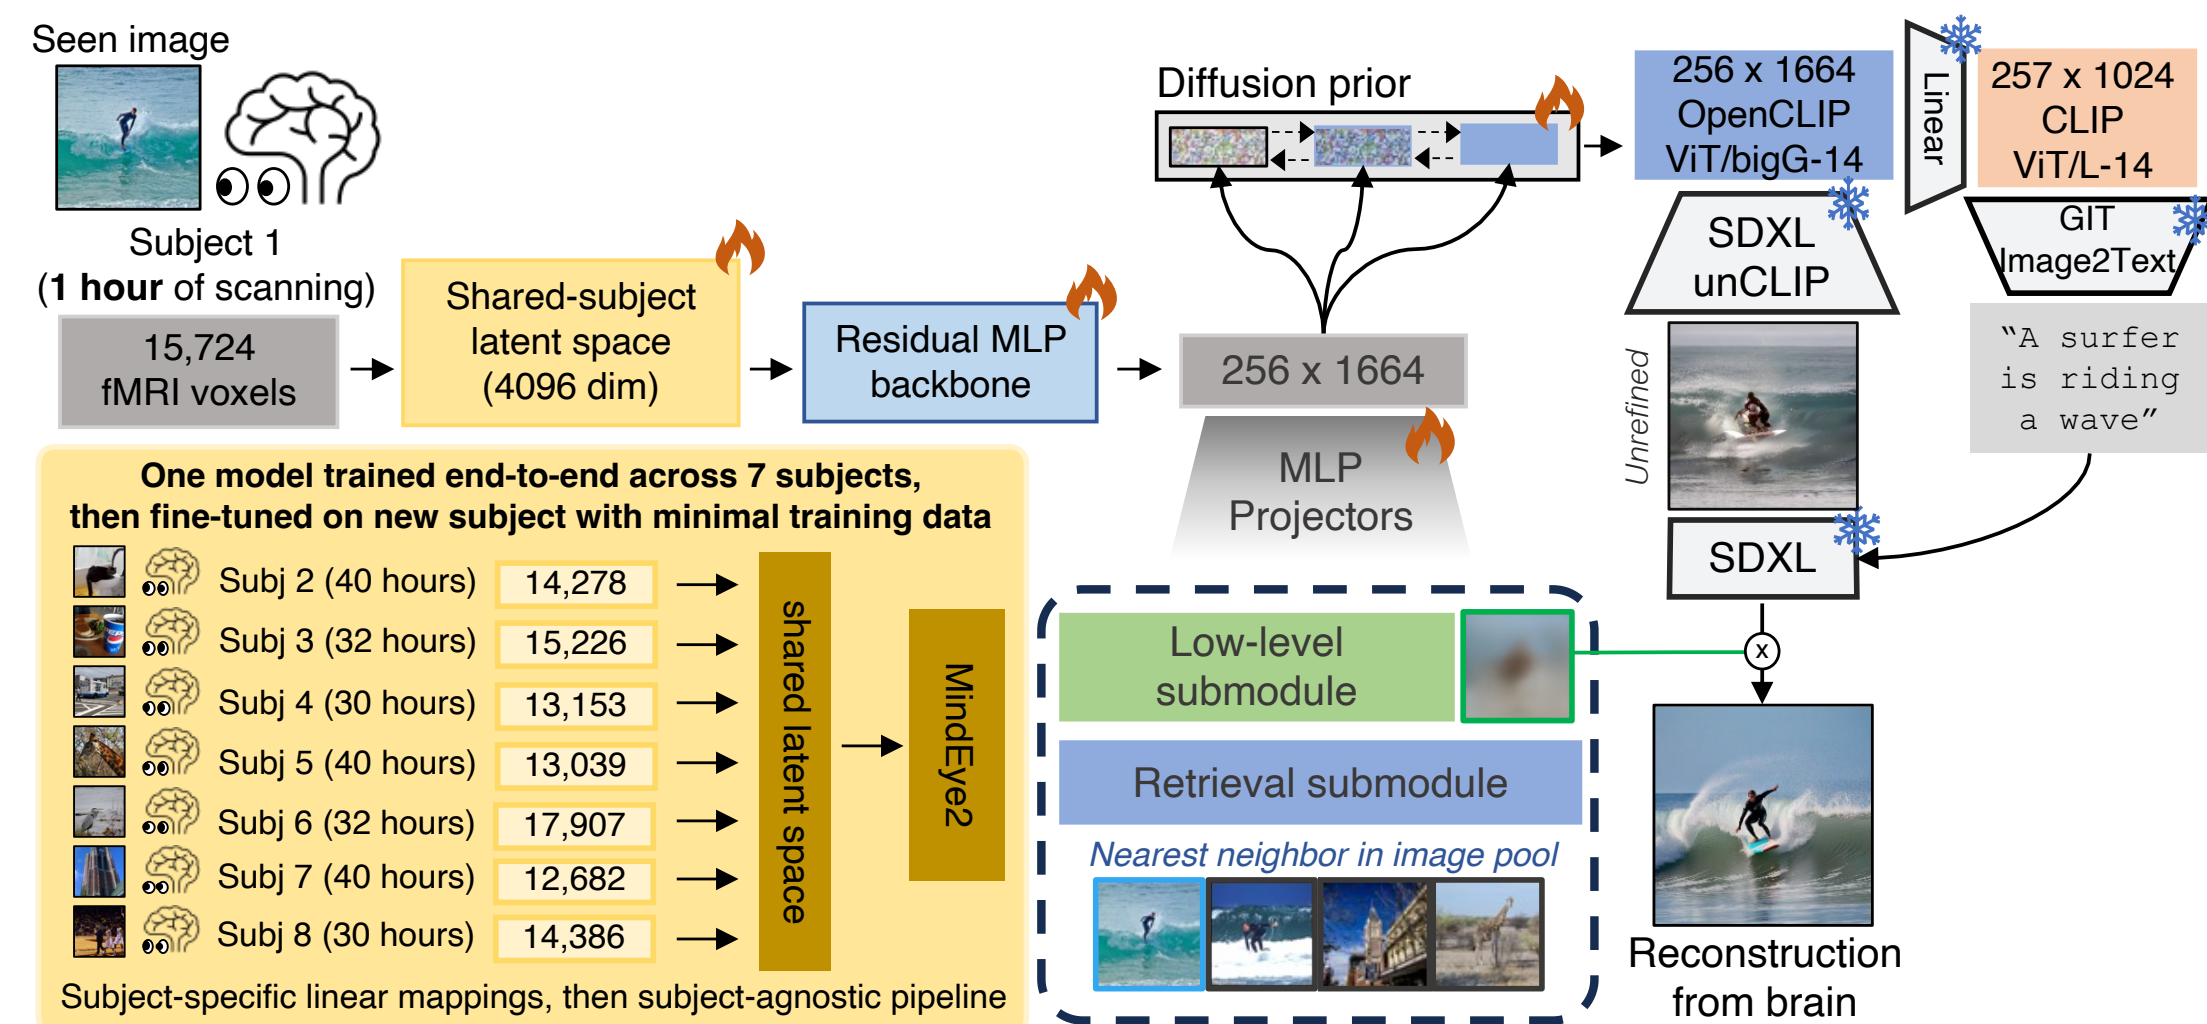 Seen image
Subject 1
(1 hour of scanning)
15,724
fMRI voxels
Shared-subject
latent space
(4096 dim)
Residual MLP
backbone
256 x 1664
MLP
Projectors
Diffusion prior
256 x 1664
OpenCLIP
ViT/bigG-14
Linear
257 x 1024
CLIP
ViT/L-14
SDXL
unCLIP
GIT
Image2Text
Unrefined
“A surfer
is riding
a wave”
SDXL
x
Reconstruction
from brain
One model trained end-to-end across 7 subjects,
then fine-tuned on new subject with minimal training data
Subj 2 (40 hours) 14,278
Subj 3 (32 hours) 15,226
Subj 4 (30 hours) 13,153
Subj 5 (40 hours) 13,039
Subj 6 (32 hours) 17,907
Subj 7 (40 hours) 12,682
Subj 8 (30 hours) 14,386
shared latent space
MindEye2
Subject-specific linear mappings, then subject-agnostic pipeline
Low-level
submodule
Retrieval submodule
Nearest neighbor in image pool